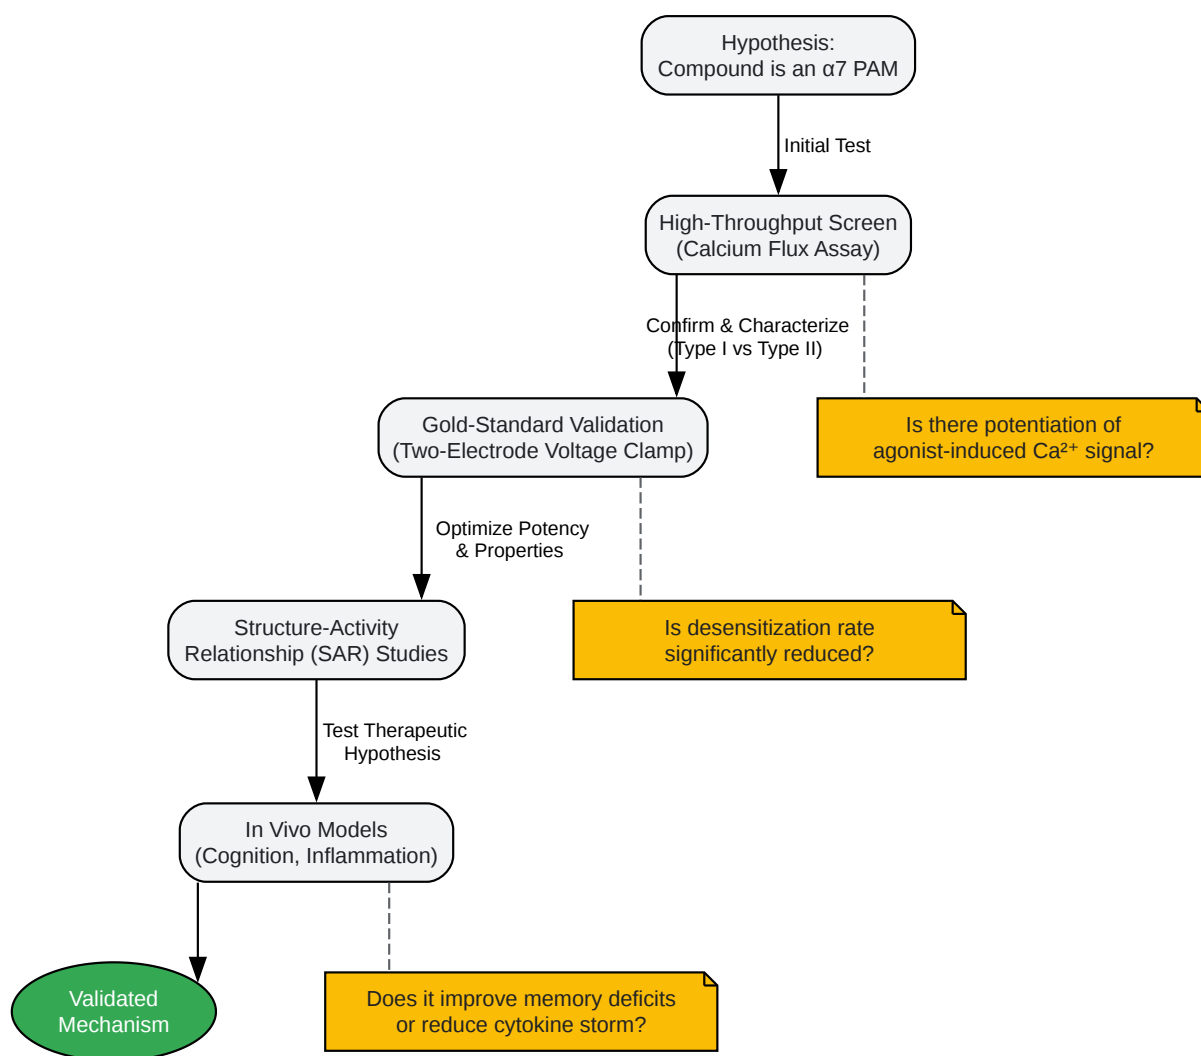 Hypothesis:
Compound is an α7 PAM
Initial Test
High-Throughput Screen
(Calcium Flux Assay)
Confirm & Characterize
(Type I vs Type II)
Gold-Standard Validation
(Two-Electrode Voltage Clamp)
Is there potentiation of
agonist-induced Ca²⁺ signal?
Optimize Potency
& Properties
Structure-Activity
Relationship (SAR) Studies
Is desensitization rate
significantly reduced?
Test Therapeutic
Hypothesis
In Vivo Models
(Cognition, Inflammation)
Validated
Mechanism
Does it improve memory deficits
or reduce cytokine storm?